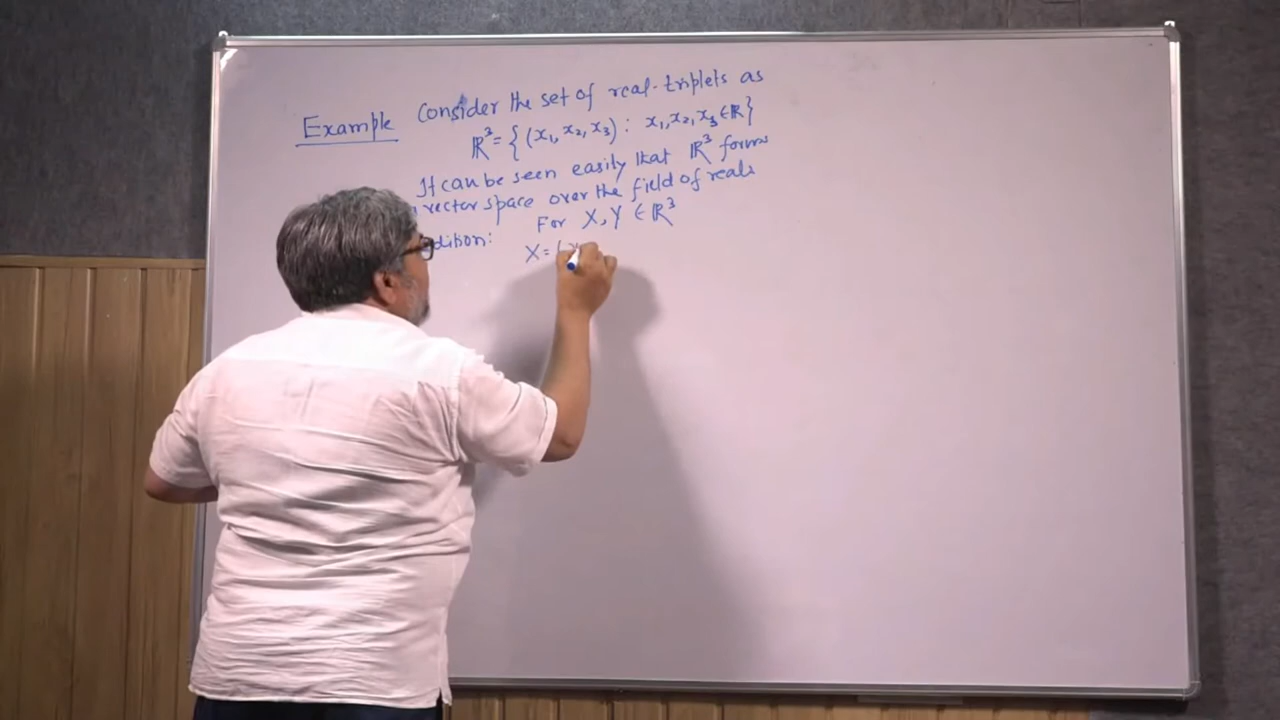 Example Consider the set of real-triplets as
ℝ³ = { (x₁, x₂, x₃) : x₁, x₂, x₃ ∈ ℝ }
It can be seen easily that ℝ³ forms
vector space over the field of reals
dition: For X, Y ∈ ℝ³
X = (x